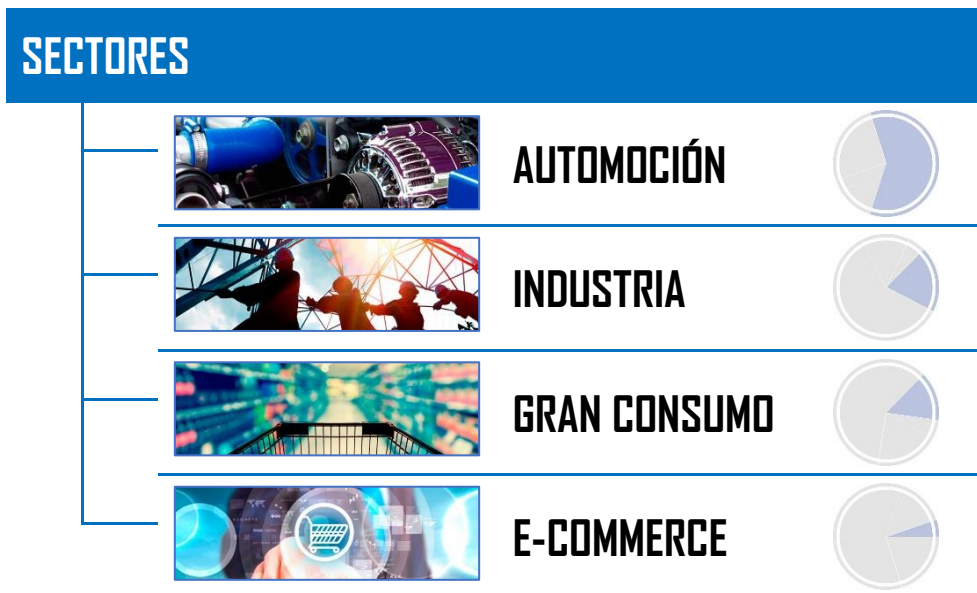 SECTORES
AUTOMOCIÓN
INDUSTRIA
GRAN CONSUMO
E-COMMERCE